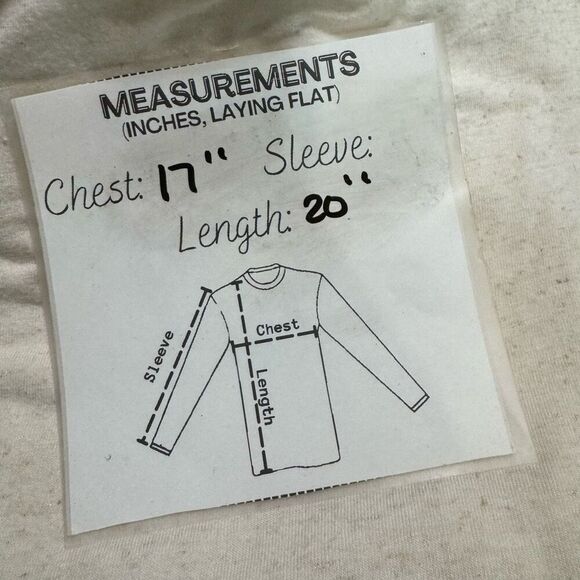 MEASUREMENTS
(INCHES, LAYING FLAT)
Chest: 17" Sleeve:
Length: 20"
Sleeve
Chest
Length